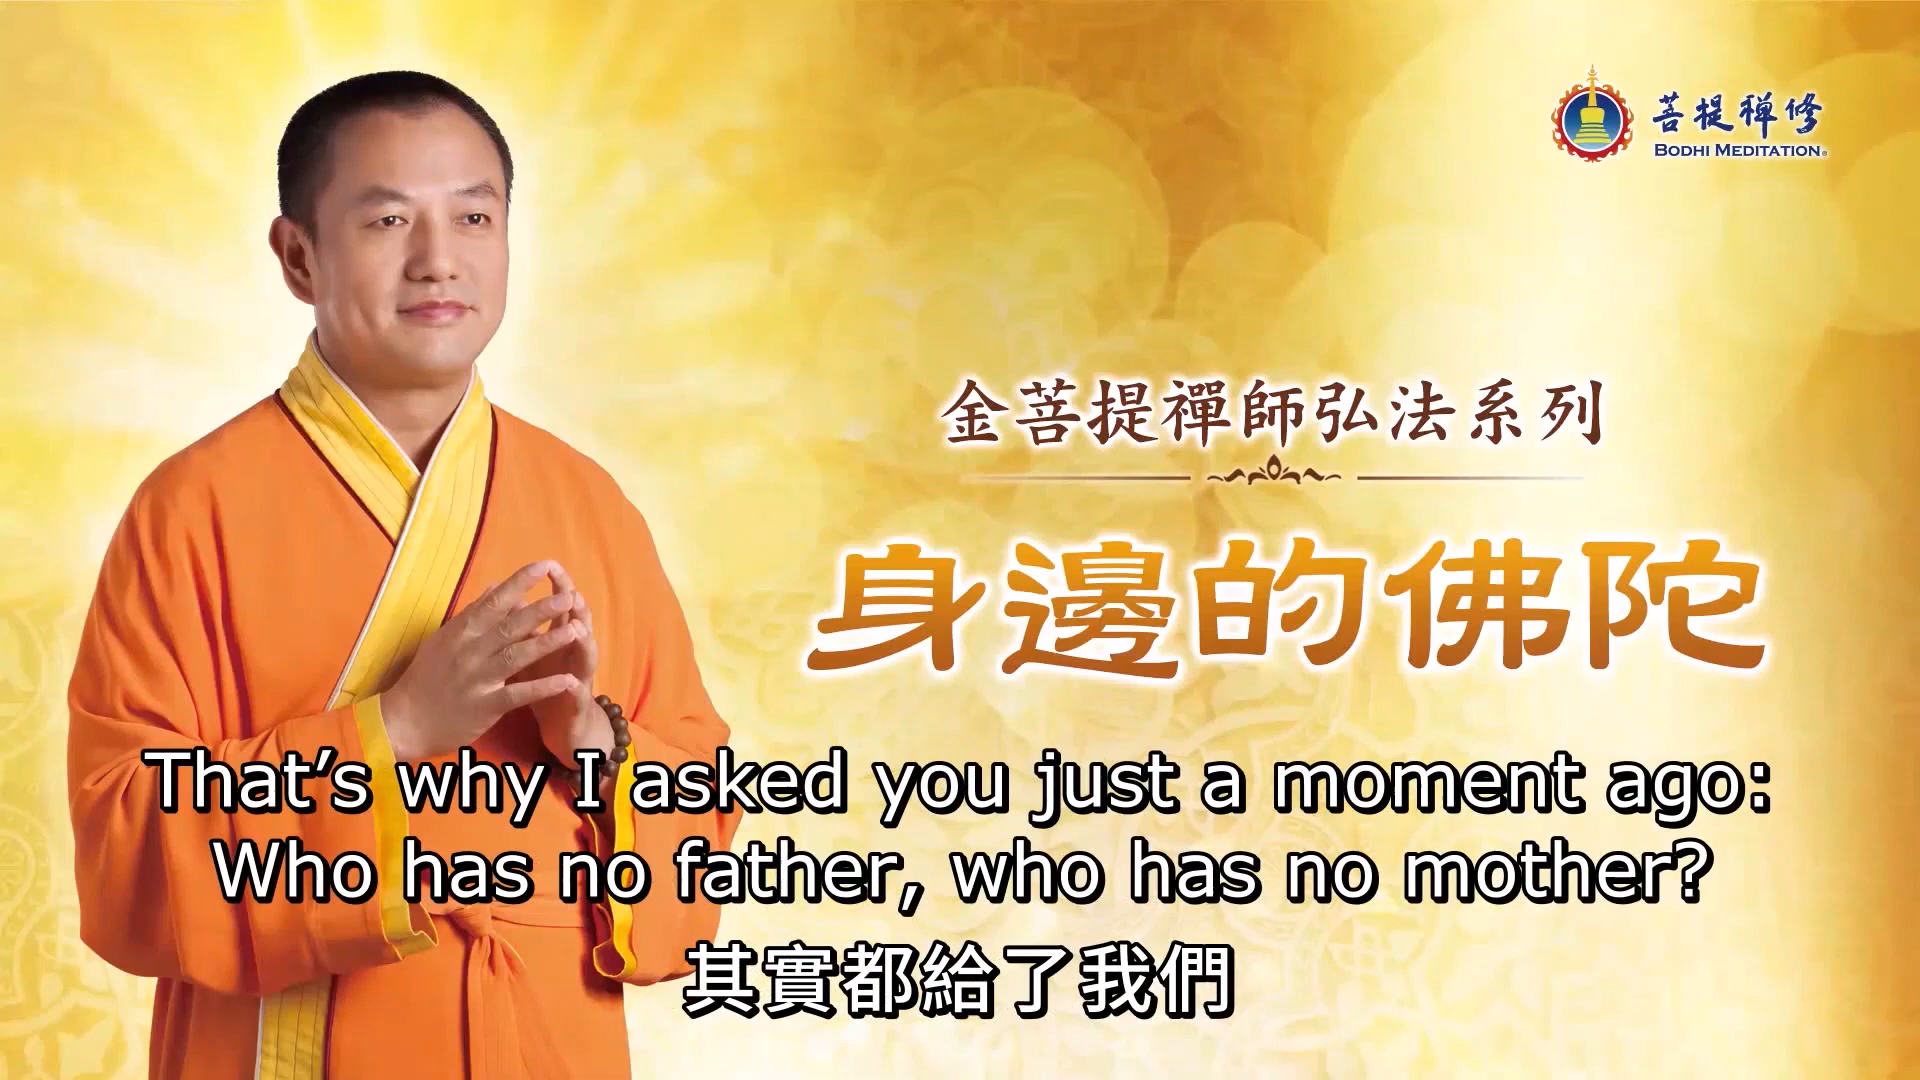 菩提禪修
BODHI MEDITATION®
金菩提禪師弘法系列
身邊的佛陀
That’s why I asked you just a moment ago:
Who has no father, who has no mother?
其實都給了我們